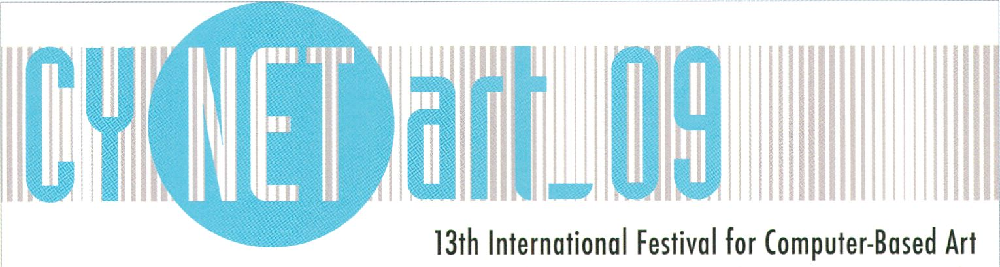 CYNETart_09
13th International Festival for Computer-Based Art